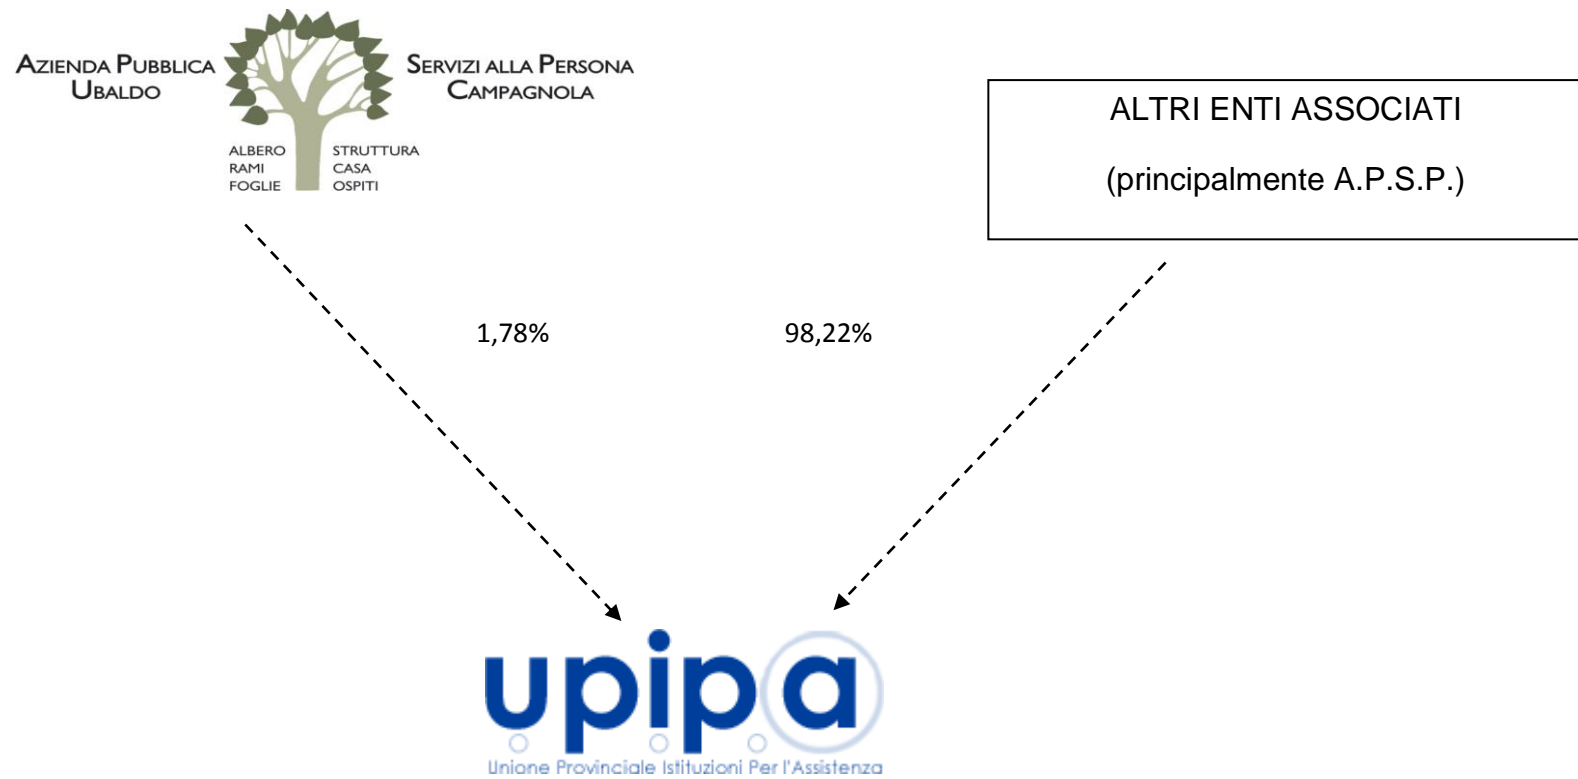 AZIENDA PUBBLICA SERVIZI ALLA PERSONA
UBALDO CAMPAGNOLA
ALBERO STRUTTURA
RAMI CASA
FOGLIE OSPITI
ALTRI ENTI ASSOCIATI
(principalmente A.P.S.P.)
1,78% 98,22%
upipa
Unione Provinciale Istituzioni Per l'Assistenza